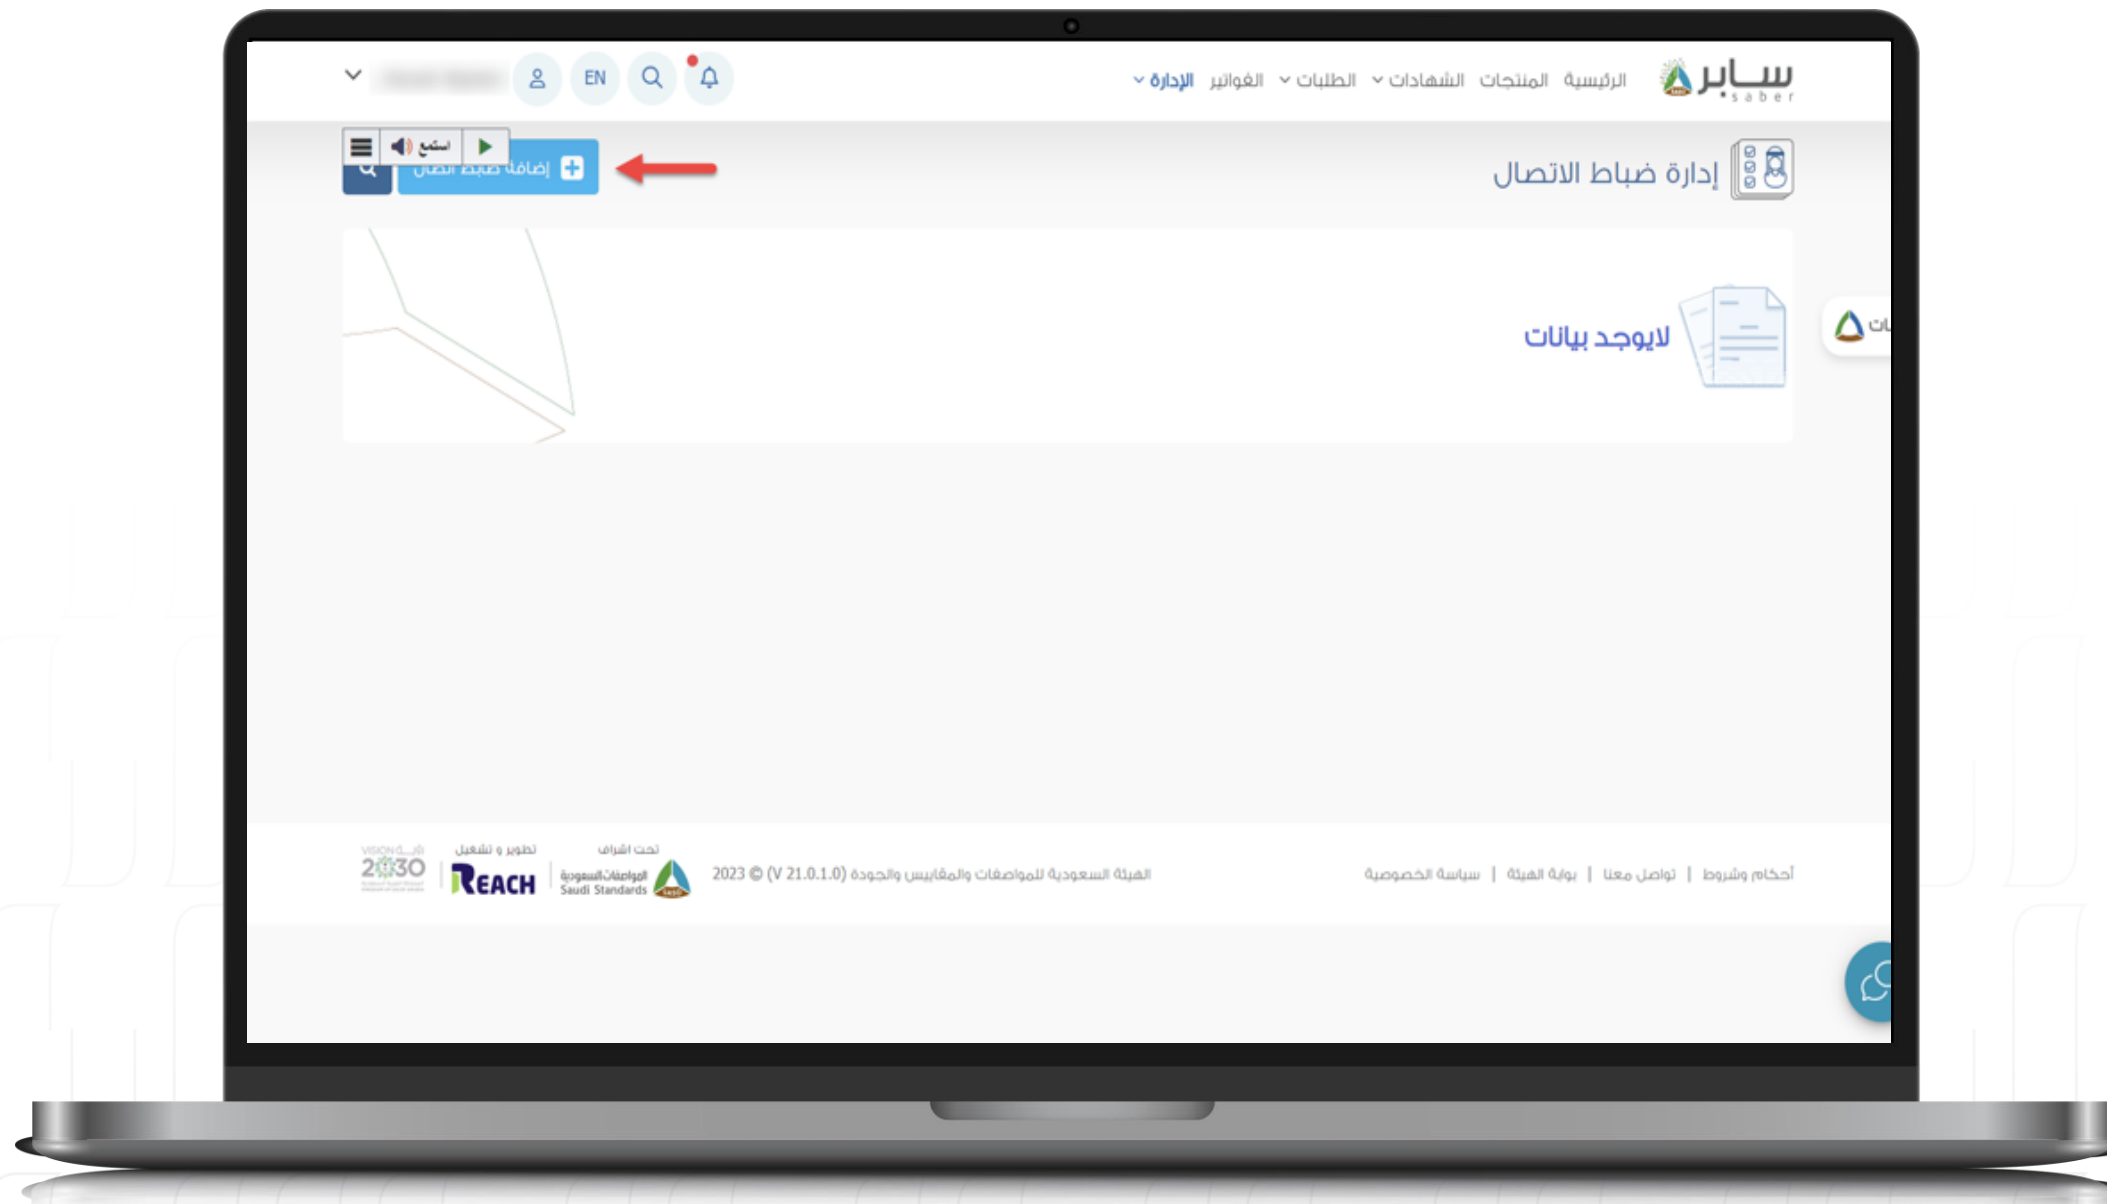 سابر
saber
الرئيسية المنتجات الشهادات الطلبات الفواتير الإدارة
EN
إدارة ضباط الاتصال
استمع
إضافة ضابط اتصال
لايوجد بيانات
أحكام وشروط | تواصل معنا | بوابة الهيئة | سياسة الخصوصية
الهيئة السعودية للمواصفات والمقاييس والجودة (V 21.0.1.0) © 2023
تحت اشراف
المواصفات السعودية
Saudi Standards
تطوير و تشغيل
REACH
VISION رؤيــة
2030